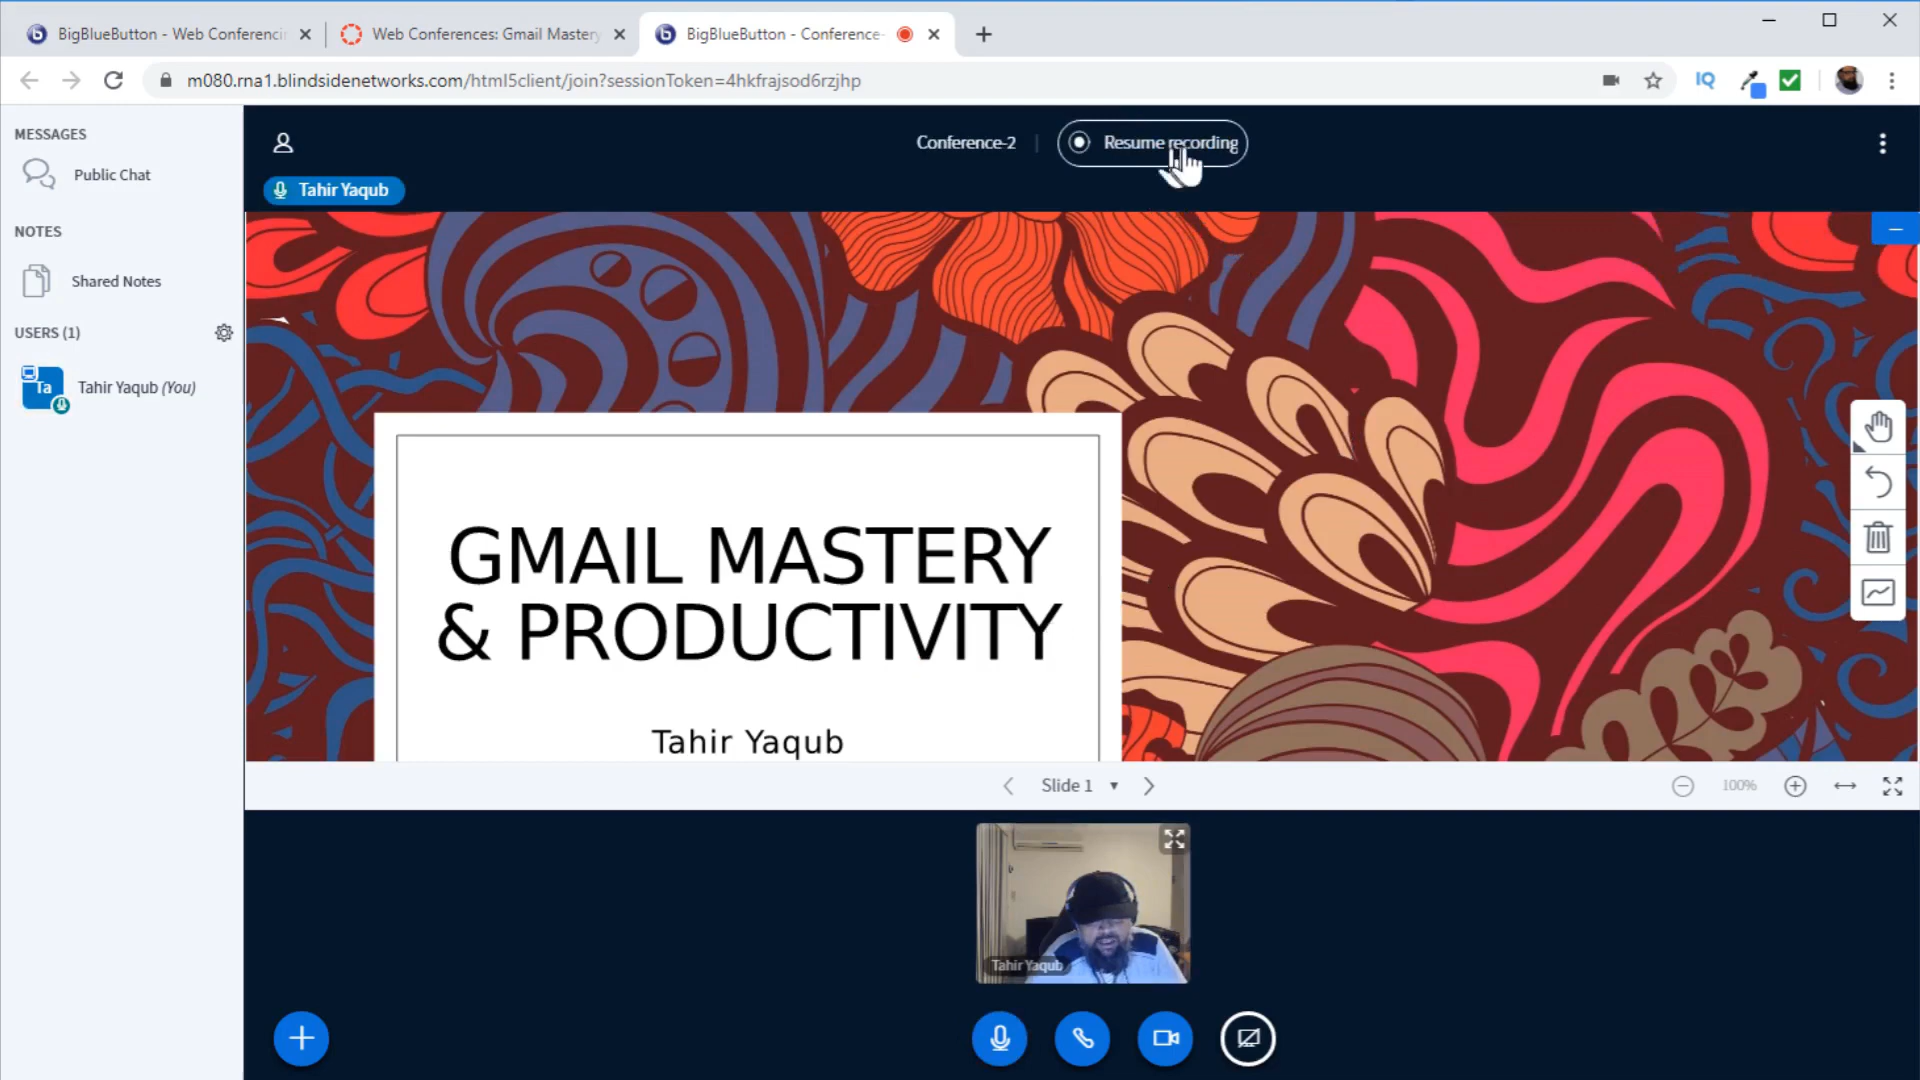 BigBlueButton - Web Conferenci
Web Conferences: Gmail Mastery
BigBlueButton - Conference-
m080.rna1.blindsidenetworks.com/html5client/join?sessionToken=4hkfrajsod6rzjhp
IQ
MESSAGES
Public Chat
NOTES
Shared Notes
USERS (1)
Ta
Tahir Yaqub (You)
Conference-2
Resume recording
Tahir Yaqub
GMAIL MASTERY
& PRODUCTIVITY
Tahir Yaqub
Slide 1
100%
Tahir Yaqub